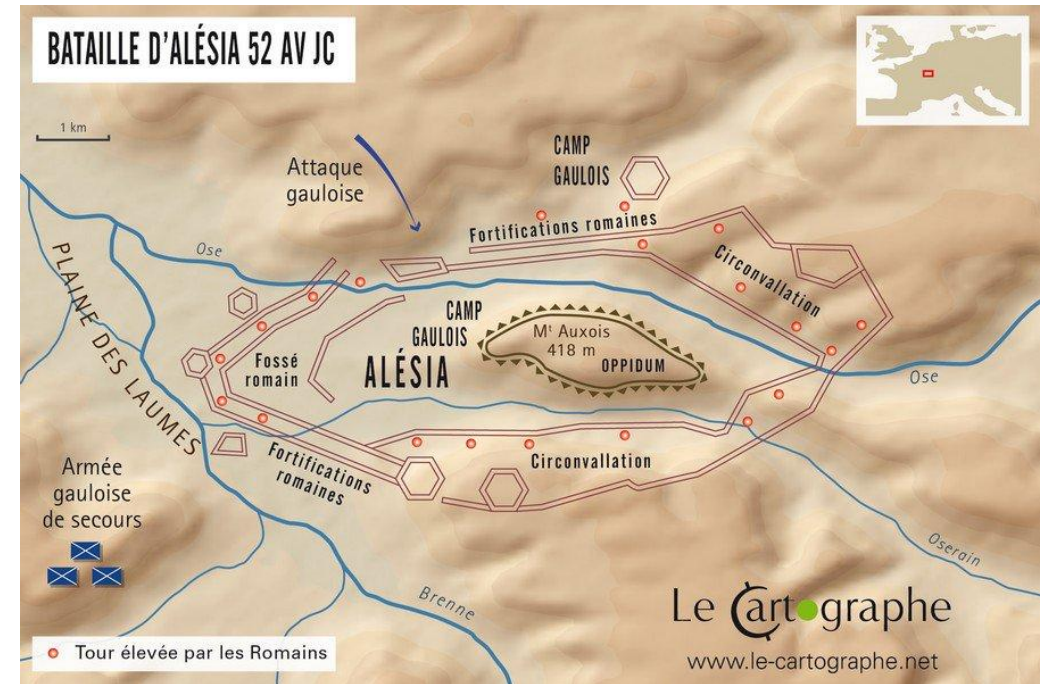 BATAILLE D'ALÉSIA 52 AV JC
1 km
Attaque
gauloise
CAMP
GAULOIS
Fortifications romaines
Circonvallation
Ose
PLAINE DES LAUMES
CAMP
GAULOIS
Mt Auxois
418 m
OPPIDUM
Fossé
romain
ALÉSIA
Ose
Fortifications
romaines
Circonvallation
Armée
gauloise
de secours
Oserain
Brenne
Le Cartographe
www.le-cartographe.net
Tour élevée par les Romains